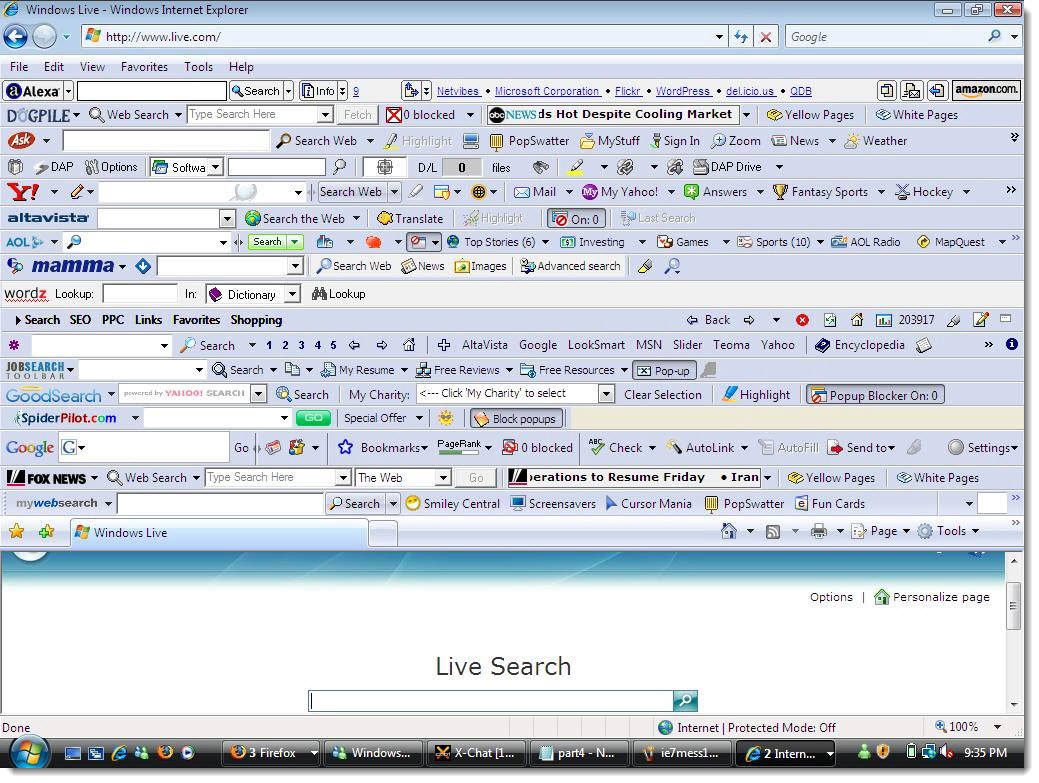 Windows Live - Windows Internet Explorer
http://www.live.com/ Google
File Edit View Favorites Tools Help
Alexa Search Info 9 Netvibes • Microsoft Corporation • Flickr • WordPress • del.icio.us • QDB amazon.com.
DOGPILE Web Search Type Search Here Fetch 0 blocked abc NEWS ds Hot Despite Cooling Market Yellow Pages White Pages
Ask Search Web Highlight PopSwatter MyStuff Sign In Zoom News Weather »
DAP Options Softwa D/L 0 files DAP Drive
Y! Search Web Mail My My Yahoo! Answers Fantasy Sports Hockey »
altavista Search the Web Translate Highlight On: 0 Last Search
AOL Search Top Stories (6) Investing Games Sports (10) AOL Radio MapQuest »
mamma Search Web News Images Advanced search
wordz Lookup: In: Dictionary Lookup
Search SEO PPC Links Favorites Shopping Back 203917
Search 1 2 3 4 5 AltaVista Google LookSmart MSN Slider Teoma Yahoo Encyclopedia »
JOBSEARCH TOOLBAR Search My Resume Free Reviews Free Resources Pop-up
GoodSearch powered by YAHOO! SEARCH Search My Charity: <--- Click 'My Charity' to select Clear Selection Highlight Popup Blocker On: 0
SpiderPilot.com GO Special Offer Block popups
Google G Go Bookmarks PageRank 0 blocked ABC Check AutoLink AutoFill Send to Settings
FOX NEWS Web Search Type Search Here The Web Go perations to Resume Friday • Iran Yellow Pages White Pages
mywebsearch Search Smiley Central Screensavers Cursor Mania PopSwatter Fun Cards »
Windows Live Page Tools »
Options | Personalize page
Live Search
Done Internet | Protected Mode: Off 100%
3 Firefox Windows... X-Chat [1... part4 - N... ie7mess1... 2 Intern... 9:35 PM